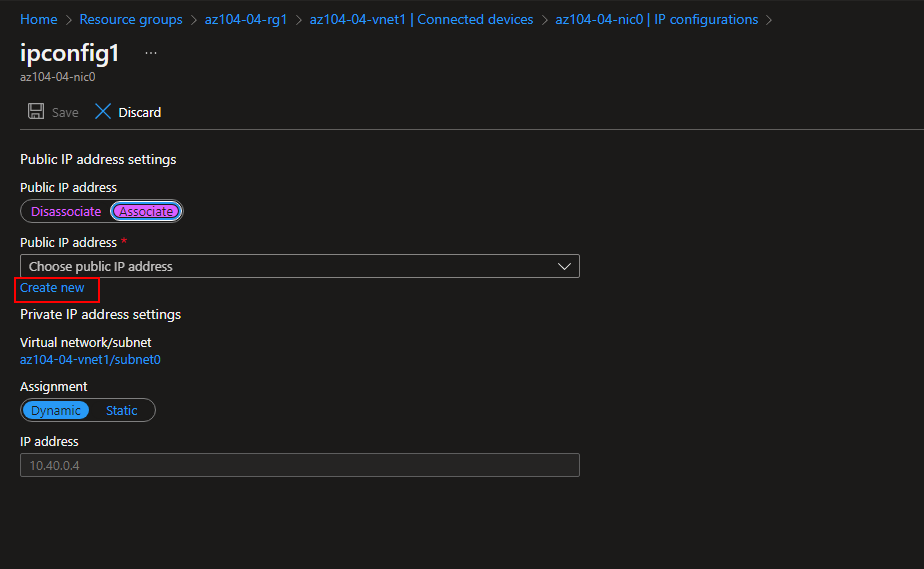 Home > Resource groups > az104-04-rg1 > az104-04-vnet1 | Connected devices > az104-04-nic0 | IP configurations >
ipconfig1 ...
az104-04-nic0
Save Discard
Public IP address settings
Public IP address
Disassociate Associate
Public IP address *
Choose public IP address
Create new
Private IP address settings
Virtual network/subnet
az104-04-vnet1/subnet0
Assignment
Dynamic Static
IP address
10.40.0.4